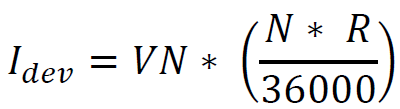 I_dev = VN * (N * R / 36000)